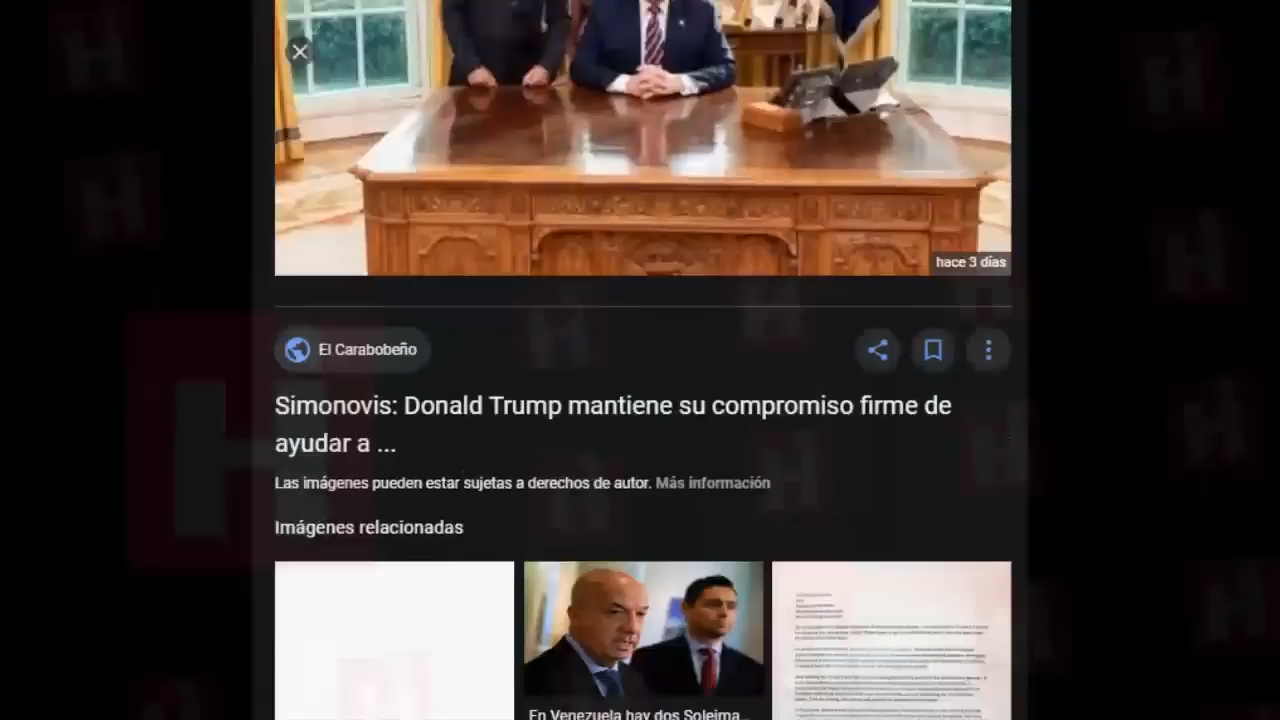 hace 3 días
El Carabobeño
Simonovis: Donald Trump mantiene su compromiso firme de
ayudar a ...
Las imágenes pueden estar sujetas a derechos de autor. Más información
Imágenes relacionadas
En Venezuela hay dos Soleima...